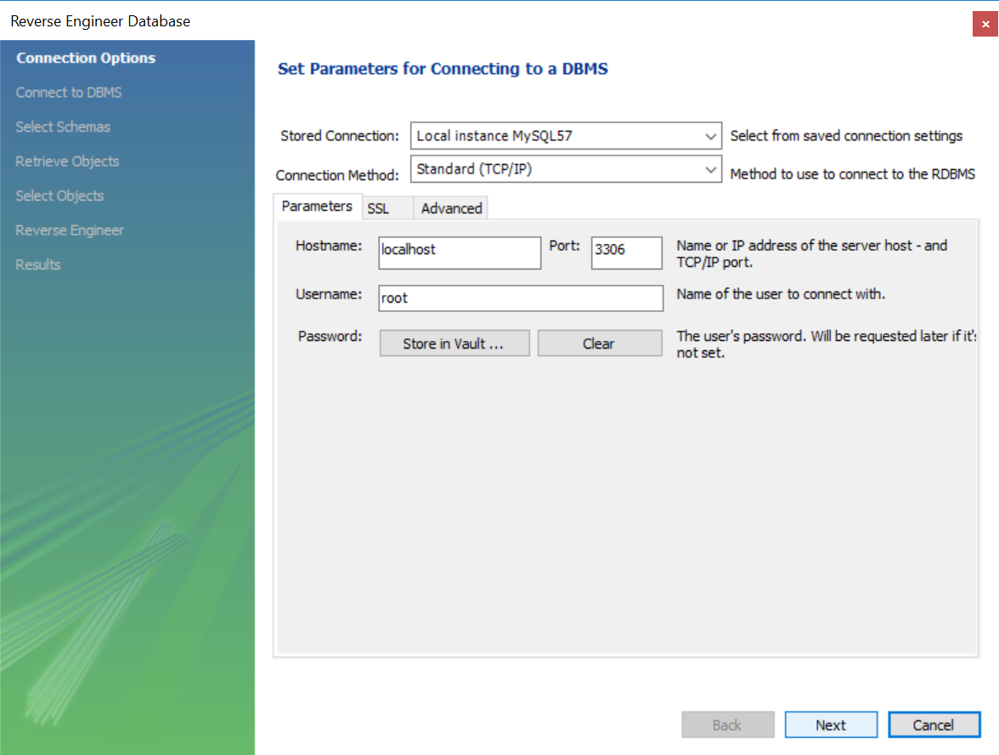 Reverse Engineer Database
Connection Options
Connect to DBMS
Select Schemas
Retrieve Objects
Select Objects
Reverse Engineer
Results
Set Parameters for Connecting to a DBMS
Stored Connection: Local instance MySQL57 Select from saved connection settings
Connection Method: Standard (TCP/IP) Method to use to connect to the RDBMS
Parameters SSL Advanced
Hostname: localhost Port: 3306 Name or IP address of the server host - and
TCP/IP port.
Username: root Name of the user to connect with.
Password: Store in Vault ... Clear The user's password. Will be requested later if it's
not set.
Back Next Cancel